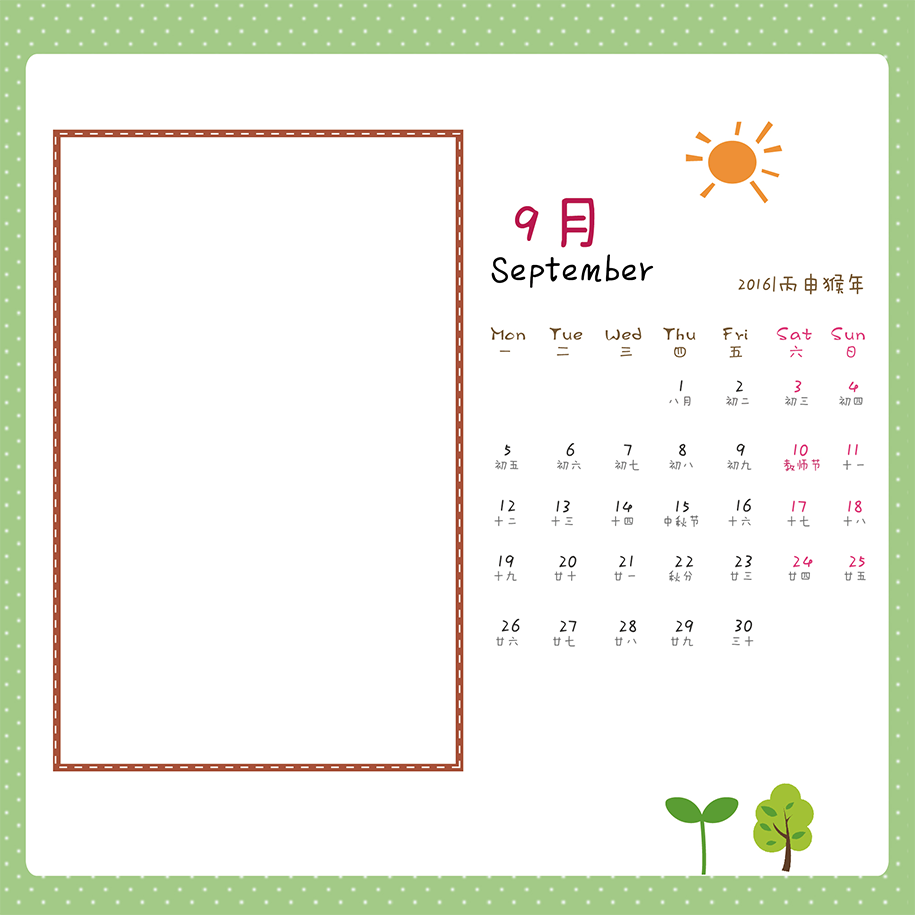 9月
September
2016|丙申猴年
Mon Tue Wed Thu Fri Sat Sun
一 二 三 四 五 六 日
1 2 3 4
八月 初二 初三 初四
5 6 7 8 9 10 11
初五 初六 初七 初八 初九 教师节 十一
12 13 14 15 16 17 18
十二 十三 十四 中秋节 十六 十七 十八
19 20 21 22 23 24 25
十九 廿十 廿一 秋分 廿三 廿四 廿五
26 27 28 29 30
廿六 廿七 廿八 廿九 三十